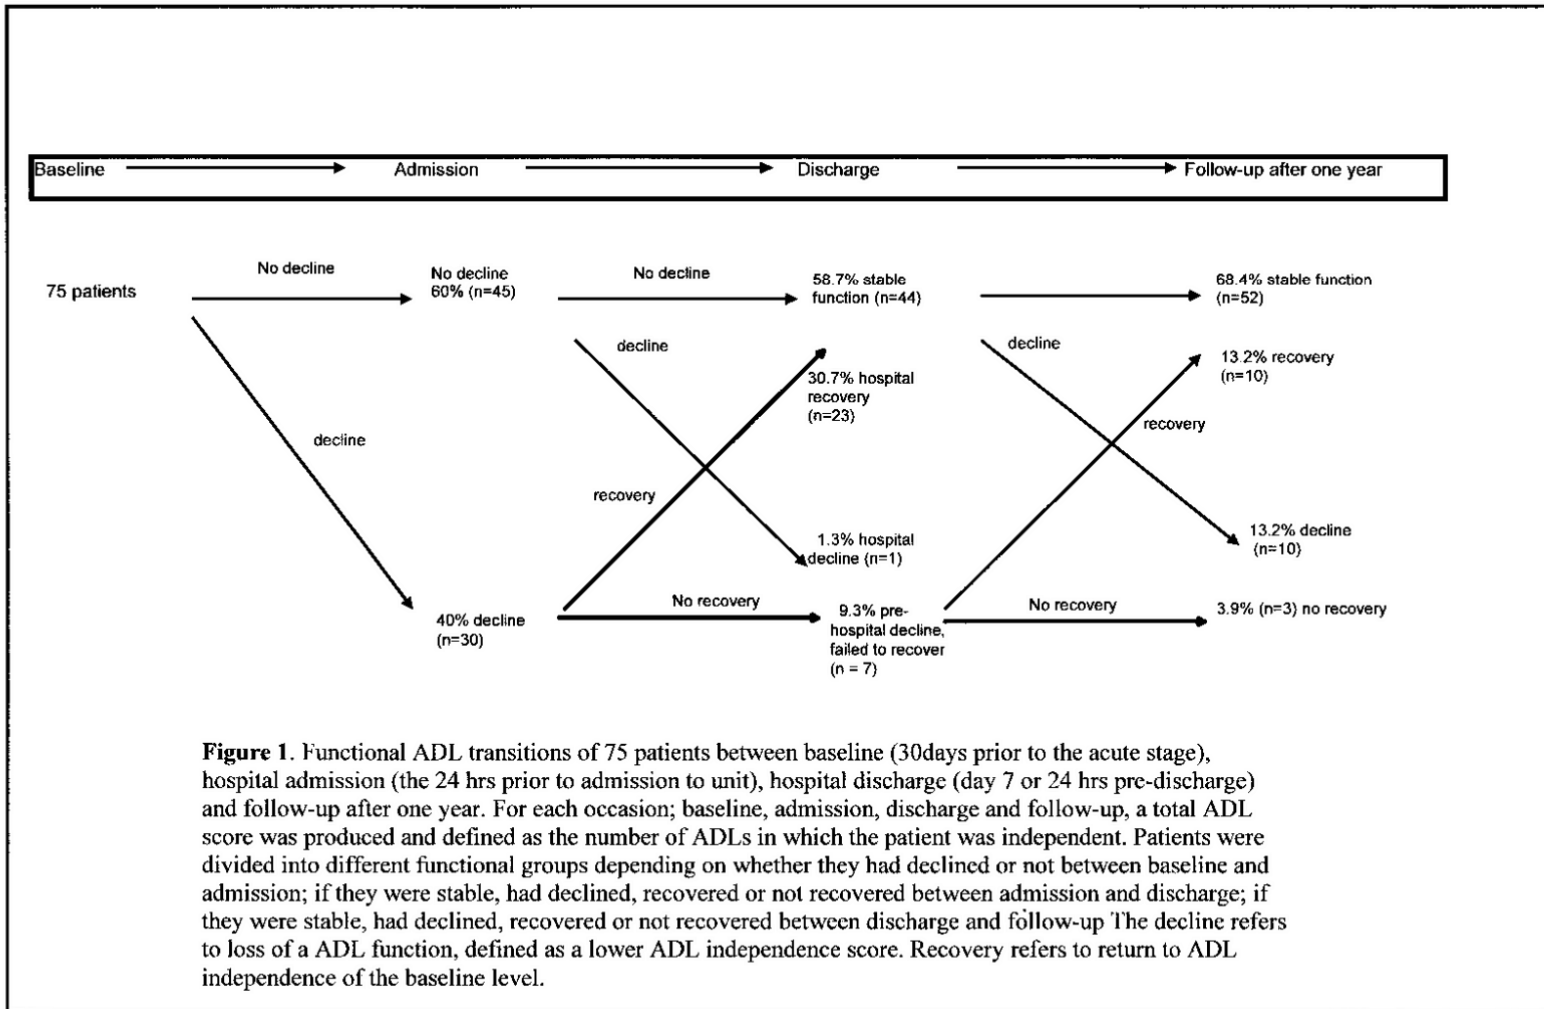 Baseline Admission Discharge Follow-up after one year
No decline
No decline
60% (n=45)
No decline
75 patients
58.7% stable
function (n=44)
68.4% stable function
(n=52)
decline
decline
13.2% recovery
(n=10)
30.7% hospital
recovery
(n=23)
recovery
decline
recovery
1.3% hospital
decline (n=1)
13.2% decline
(n=10)
No recovery
No recovery
40% decline
(n=30)
9.3% pre-
hospital decline,
failed to recover
(n = 7)
3.9% (n=3) no recovery
Figure 1. Functional ADL transitions of 75 patients between baseline (30days prior to the acute stage),
hospital admission (the 24 hrs prior to admission to unit), hospital discharge (day 7 or 24 hrs pre-discharge)
and follow-up after one year. For each occasion; baseline, admission, discharge and follow-up, a total ADL
score was produced and defined as the number of ADLs in which the patient was independent. Patients were
divided into different functional groups depending on whether they had declined or not between baseline and
admission; if they were stable, had declined, recovered or not recovered between admission and discharge; if
they were stable, had declined, recovered or not recovered between discharge and follow-up The decline refers
to loss of a ADL function, defined as a lower ADL independence score. Recovery refers to return to ADL
independence of the baseline level.